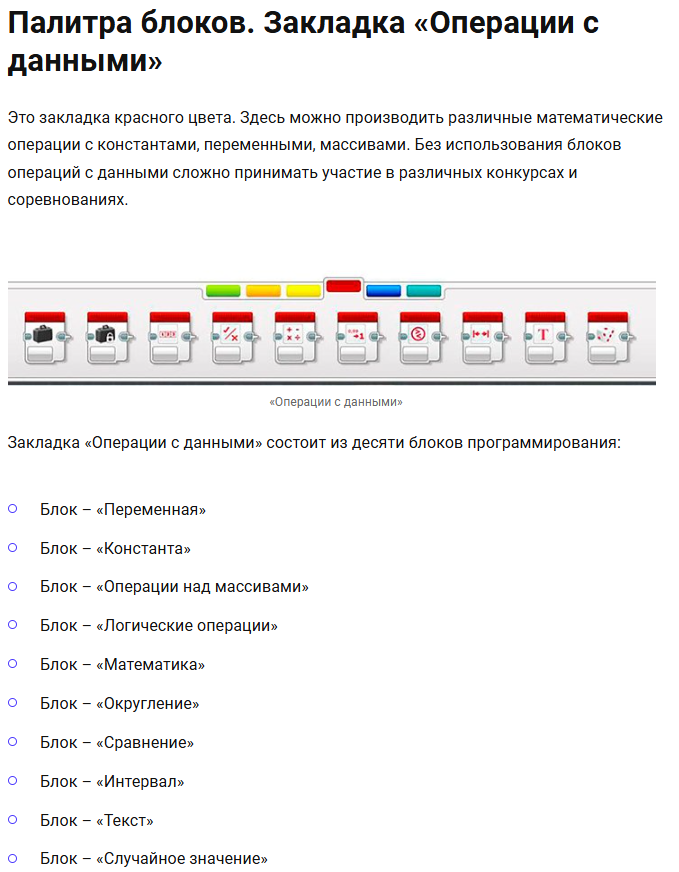 Палитра блоков. Закладка «Операции с
данными»
Это закладка красного цвета. Здесь можно производить различные математические
операции с константами, переменными, массивами. Без использования блоков
операций с данными сложно принимать участие в различных конкурсах и
соревнованиях.
«Операции с данными»
Закладка «Операции с данными» состоит из десяти блоков программирования:
Блок – «Переменная»
Блок – «Константа»
Блок – «Операции над массивами»
Блок – «Логические операции»
Блок – «Математика»
Блок – «Округление»
Блок – «Сравнение»
Блок – «Интервал»
Блок – «Текст»
Блок – «Случайное значение»